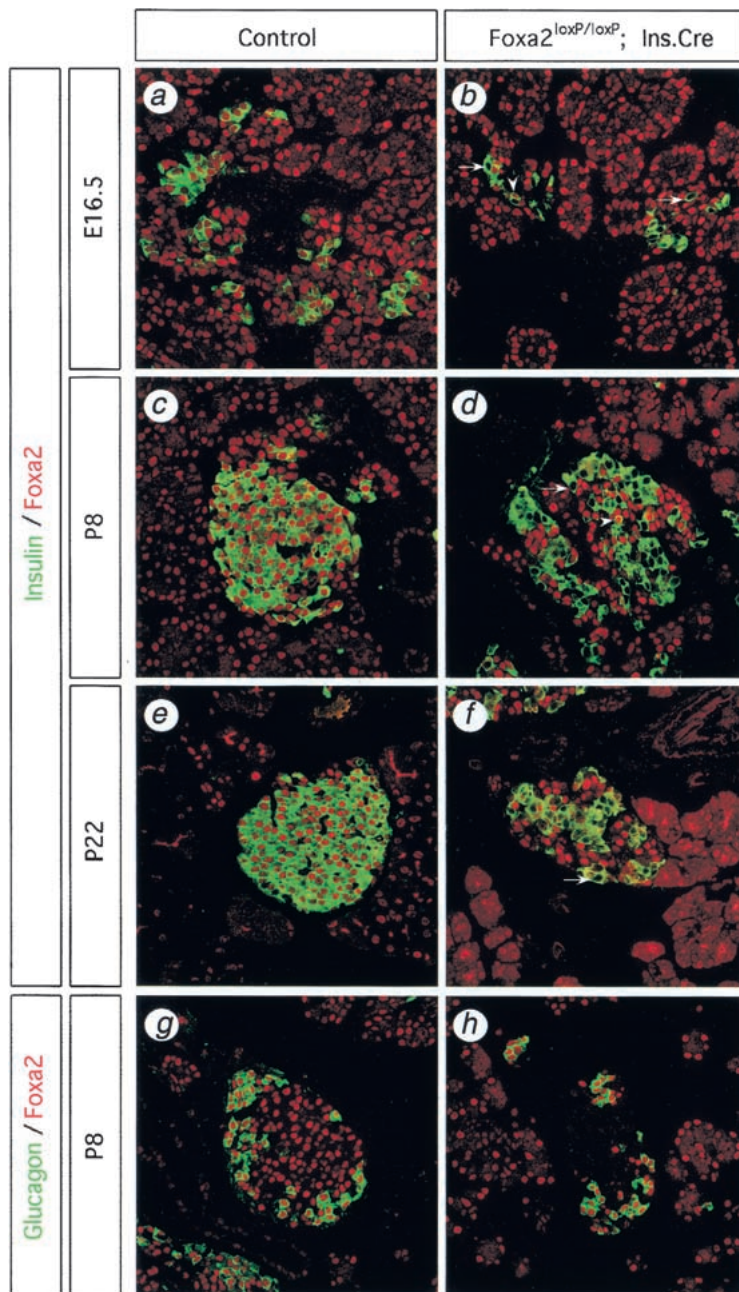 Control
Foxa2loxP/loxP; Ins.Cre
Insulin / Foxa2
E16.5
a
b
P8
c
d
P22
e
f
Glucagon / Foxa2
P8
g
h